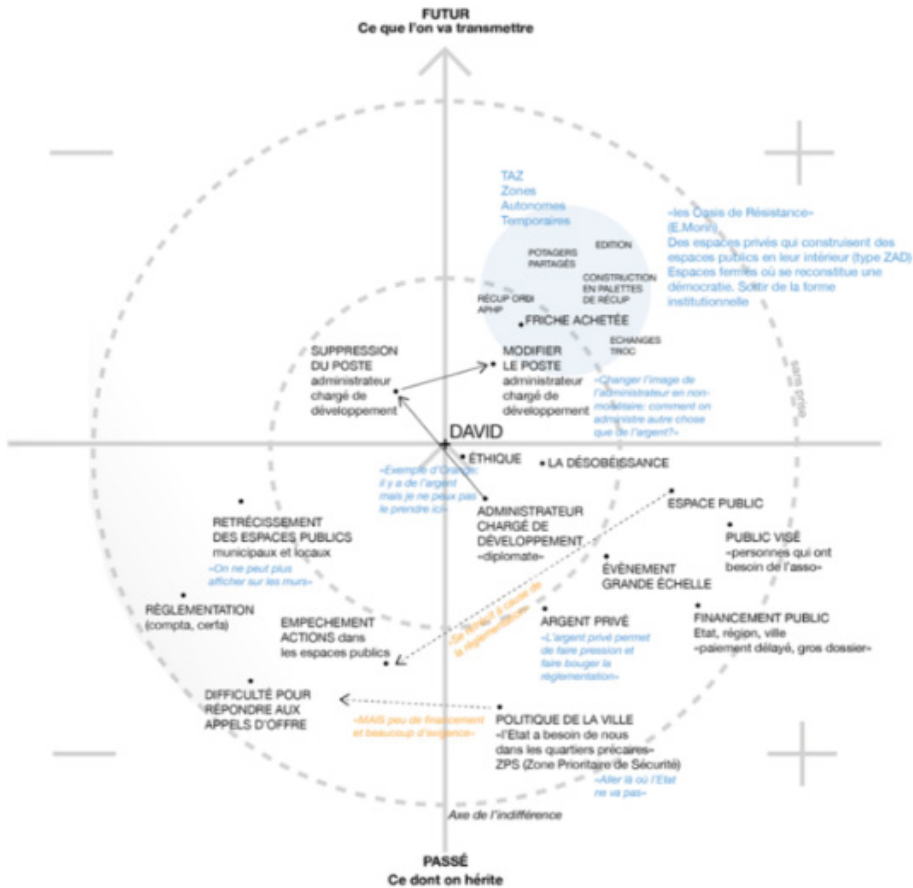 FUTUR
Ce que l'on va transmettre
TAZ
Zones
Autonomes
Temporaires
«les Oasis de Résistance»
(E.Morin)
Des espaces privés qui construisent des
espaces publics en leur intérieur (type ZAD)
Espaces fermés où se reconstitue une
démocratie. Sortir de la forme
institutionnelle
EDITION
POTAGERS
PARTAGÉS
CONSTRUCTION
EN PALETTES
DE RÉCUP
RÉCUP ORDI
APHP
FRICHE ACHETÉE
ECHANGES
TROC
sans prise
SUPPRESSION
DU POSTE
administrateur
chargé de
développement
MODIFIER
LE POSTE
administrateur
chargé de
développement
«Changer l'image de
l'administrateur en non-
monétaire: comment on
administre autre chose
que de l'argent?»
DAVID
ÉTHIQUE
LA DÉSOBÉISSANCE
«Exemple d'Orange:
il y a de l'argent
mais je ne peux pas
le prendre ici»
ADMINISTRATEUR
CHARGÉ DE
DÉVELOPPEMENT
«diplomate»
ESPACE PUBLIC
PUBLIC VISÉ
«personnes qui ont
besoin de l'asso»
RETRÉCISSEMENT
DES ESPACES PUBLICS
municipaux et locaux
«On ne peut plus
afficher sur les murs»
ÉVÈNEMENT
GRANDE ÉCHELLE
RÈGLEMENTATION
(compta, certa)
EMPECHEMENT
ACTIONS dans
les espaces publics
à cause de
la règlementation»
ARGENT PRIVÉ
«L'argent privé permet
de faire pression et
faire bouger la
règlementation»
FINANCEMENT PUBLIC
Etat, région, ville
«paiement délayé, gros dossier»
DIFFICULTÉ POUR
RÉPONDRE AUX
APPELS D'OFFRE
«MAIS peu de financement
et beaucoup d'exigence»
POLITIQUE DE LA VILLE
«l'Etat a besoin de nous
dans les quartiers précaires»
ZPS (Zone Prioritaire de Sécurité)
«Aller là où l'Etat
ne va pas»
Axe de l'indifférence
PASSÉ
Ce dont on hérite